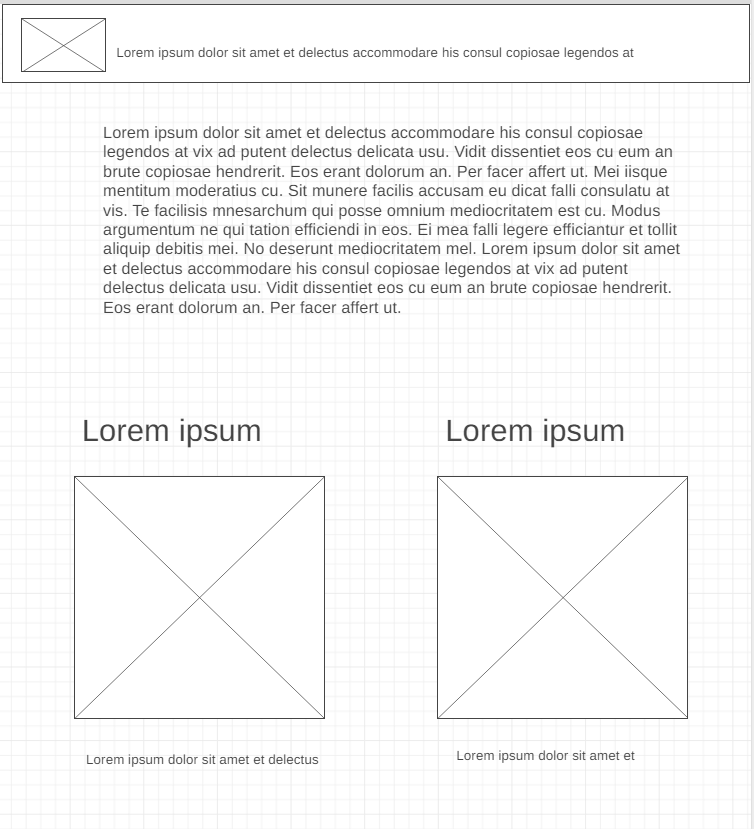 Lorem ipsum dolor sit amet et delectus accommodare his consul copiosae legendos at
Lorem ipsum dolor sit amet et delectus accommodare his consul copiosae
legendos at vix ad putent delectus delicata usu. Vidit dissentiet eos cu eum an
brute copiosae hendrerit. Eos erant dolorum an. Per facer affert ut. Mei iisque
mentitum moderatius cu. Sit munere facilis accusam eu dicat falli consulatu at
vis. Te facilisis mnesarchum qui posse omnium mediocritatem est cu. Modus
argumentum ne qui tation efficiendi in eos. Ei mea falli legere efficiantur et tollit
aliquip debitis mei. No deserunt mediocritatem mel. Lorem ipsum dolor sit amet
et delectus accommodare his consul copiosae legendos at vix ad putent
delectus delicata usu. Vidit dissentiet eos cu eum an brute copiosae hendrerit.
Eos erant dolorum an. Per facer affert ut.
Lorem ipsum
Lorem ipsum
Lorem ipsum dolor sit amet et delectus
Lorem ipsum dolor sit amet et